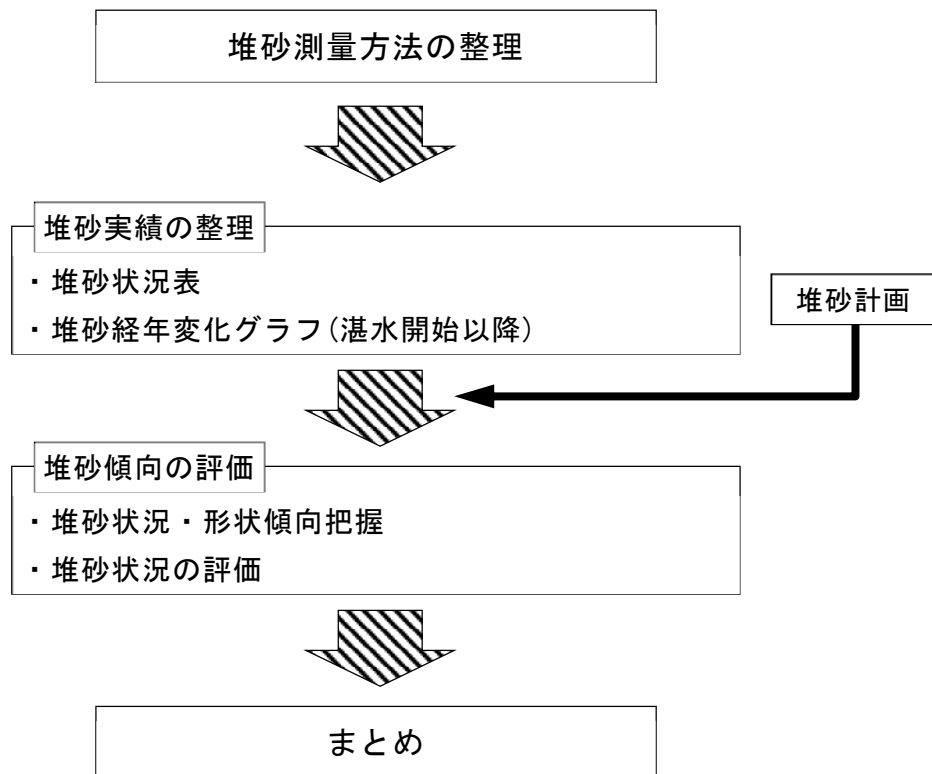 堆砂測量方法の整理
堆砂実績の整理
・堆砂状況表
・堆砂経年変化グラフ(湛水開始以降)
堆砂計画
堆砂傾向の評価
・堆砂状況・形状傾向把握
・堆砂状況の評価
まとめ